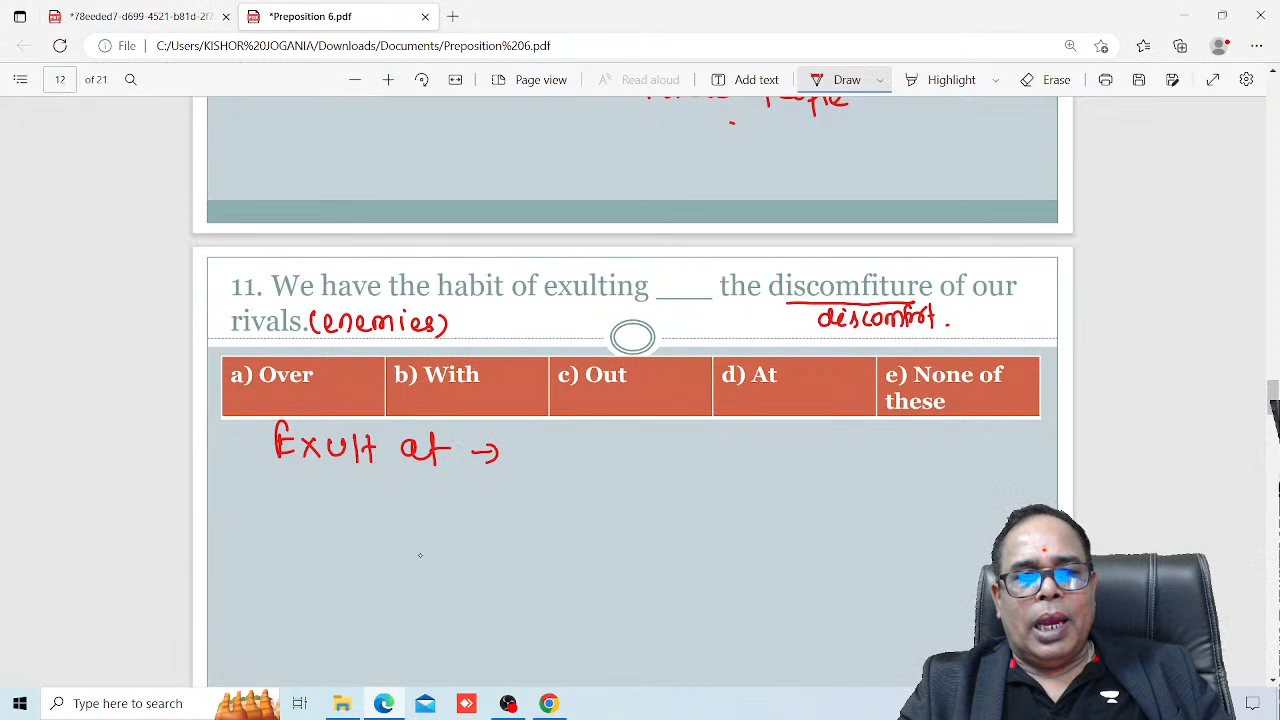 78eded7-d699-4521-b81d-2f7
*Preposition 6.pdf
File
C:/Users/KISHOR%20JOGANIA/Downloads/Documents/Preposition%206.pdf
12 of 21
Page view
Read aloud
Add text
Draw
Highlight
Erase
People
11. We have the habit of exulting ____ the discomfiture of our
rivals. (enemies) discomfort.
a) Over b) With c) Out d) At e) None of
these
Exult at →
Type here to search